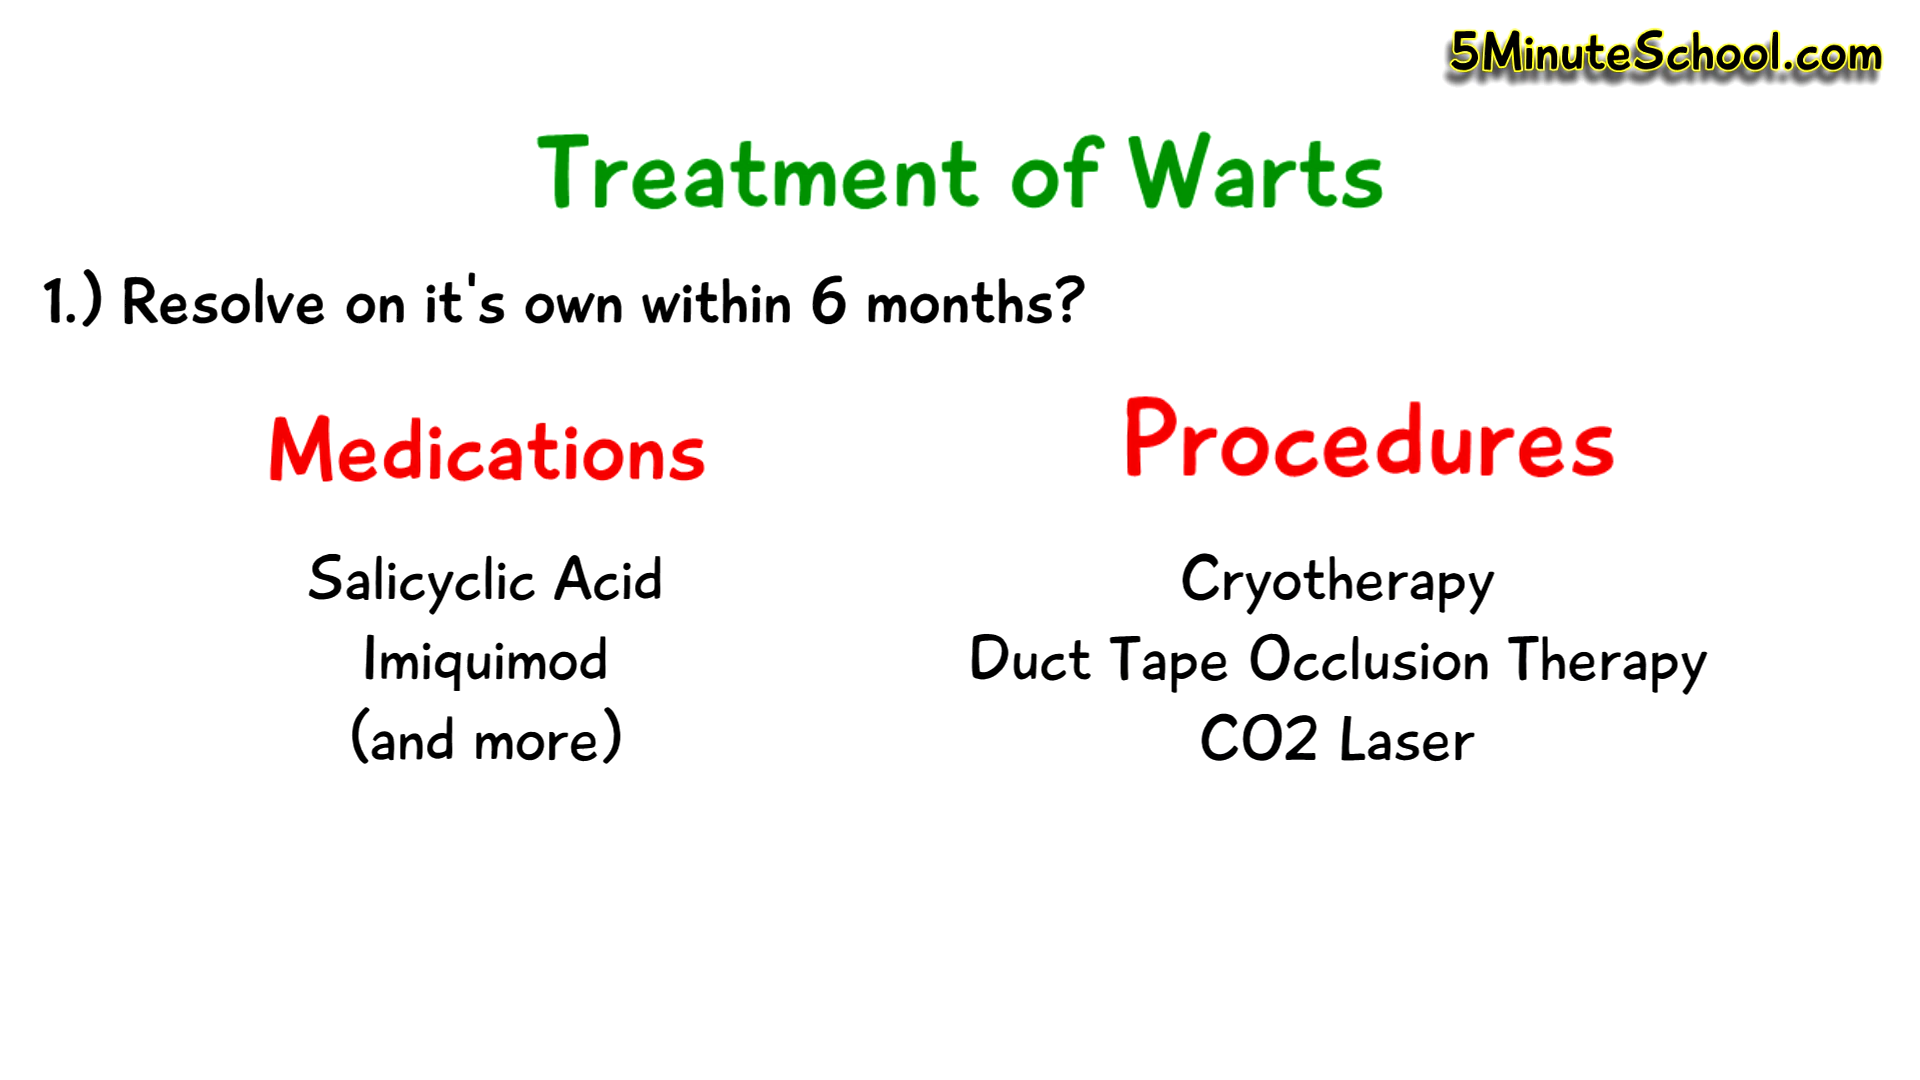 5MinuteSchool.com
Treatment of Warts
1.) Resolve on it's own within 6 months?
Medications
Salicyclic Acid
Imiquimod
(and more)
Procedures
Cryotherapy
Duct Tape Occlusion Therapy
CO2 Laser